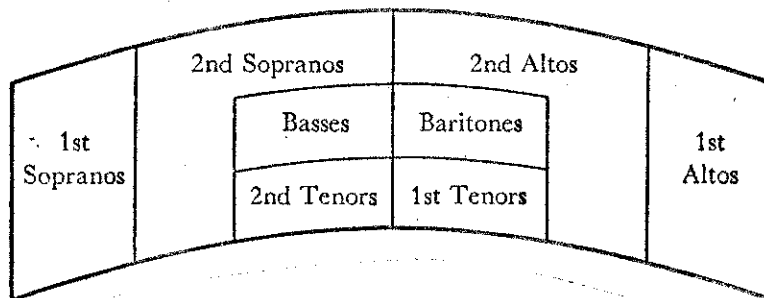 2nd Sopranos
2nd Altos
1st
Sopranos
Basses
Baritones
1st
Altos
2nd Tenors
1st Tenors